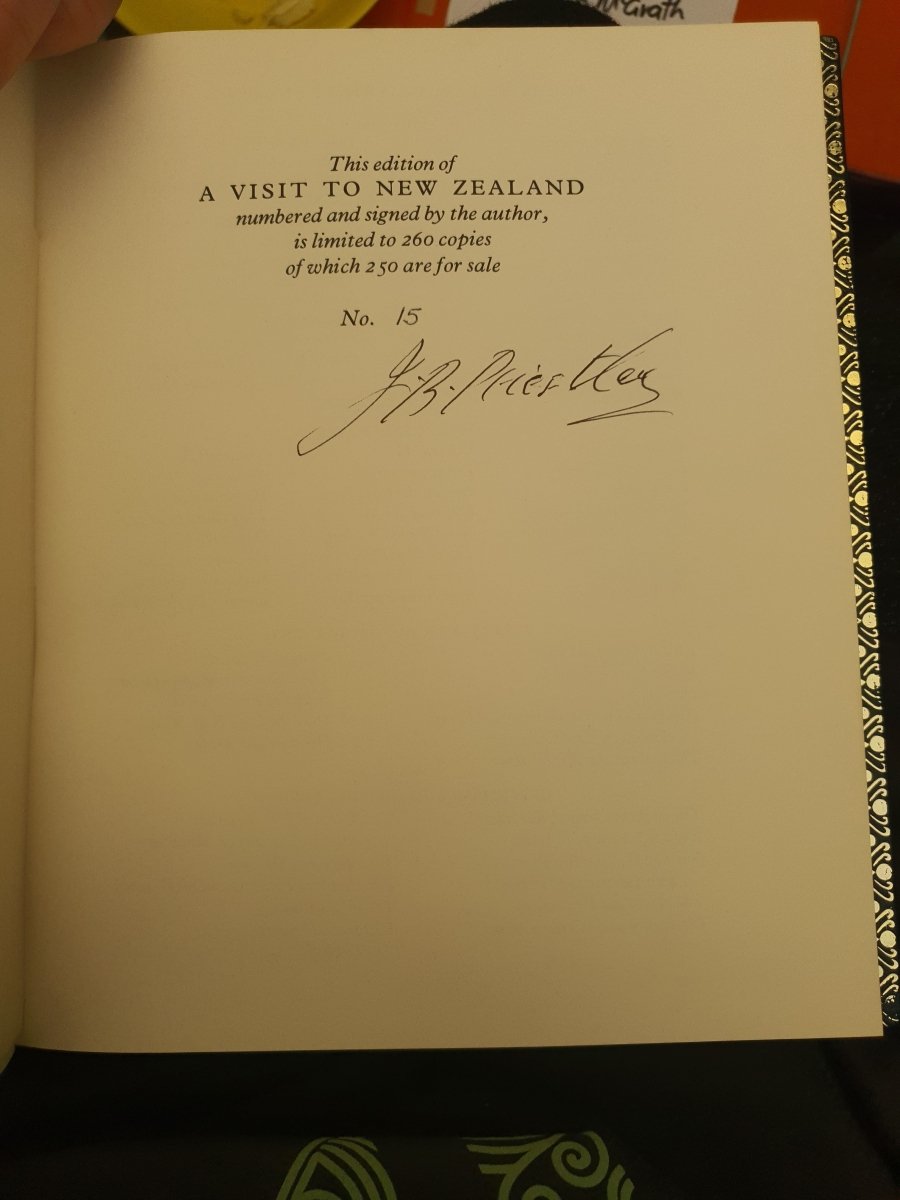 McGrath
This edition of
A VISIT TO NEW ZEALAND
numbered and signed by the author,
is limited to 260 copies
of which 250 are for sale
No. 15
J. B. Priestley